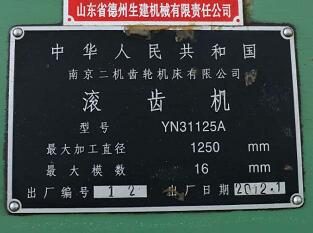 山东省德州生建机械有限责任公司
中华人民共和国
南京二机齿轮机床有限公司
滚齿机
型号 YN31125A
最大加工直径 1250 mm
最大模数 16 mm
出厂编号 12 出厂日期 2012.1